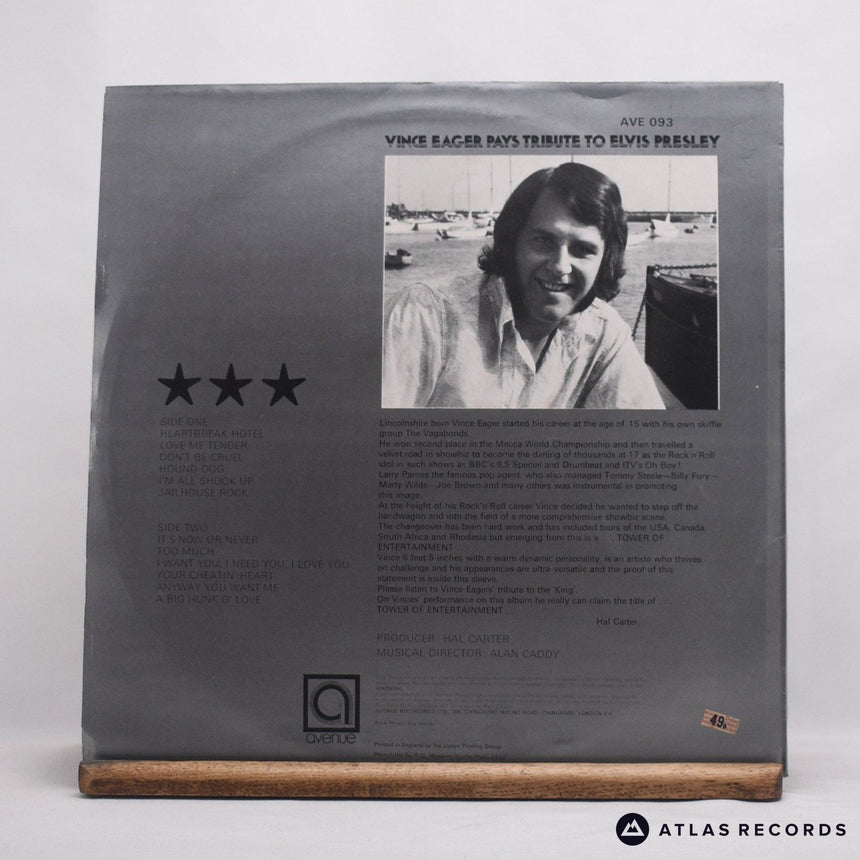 AVE 093
VINCE EAGER PAYS TRIBUTE TO ELVIS PRESLEY
SIDE ONE
HEARTBREAK HOTEL
LOVE ME TENDER
DON'T BE CRUEL
HOUND DOG
I'M ALL SHOOK UP
JAILHOUSE ROCK
SIDE TWO
IT'S NOW OR NEVER
TOO MUCH
I WANT YOU, I NEED YOU, I LOVE YOU
YOUR CHEATIN' HEART
ANYWAY YOU WANT ME
A BIG HUNK O' LOVE
Lincolnshire born Vince Eager started his career at the age of 15 with his own skiffle
group The Vagabonds.
He won second place in the Mecca World Championship and then travelled a
velvet road in showbiz to become the darling of thousands at 17 as the Rock'n'Roll
idol in such shows as BBC's 6.5 Special and Drumbeat and ITV's Oh Boy!
Larry Parnes the famous pop agent, who also managed Tommy Steele—Billy Fury—
Marty Wilde—Joe Brown and many others was instrumental in promoting
this image.
At the height of his Rock'n'Roll career Vince decided he wanted to step off the
bandwagon and into the field of a more comprehensive showbiz scene.
The changeover has been hard work and has included tours of the USA, Canada,
South Africa and Rhodesia but emerging from this is a . . . TOWER OF
ENTERTAINMENT
Vince 6 feet 5 inches with a warm dynamic personality, is an artiste who thrives
on challenge and his appearances are ultra-versatile and the proof of this
statement is inside this sleeve.
Please listen to Vince Eagers' tribute to the 'King'.
On Vinces' performance on this album he really can claim the title of . . .
TOWER OF ENTERTAINMENT . . .
Hal Carter
PRODUCER: HAL CARTER
MUSICAL DIRECTOR: ALAN CADDY
WARNING
AVENUE RECORDINGS LTD., CHINGFORD MOUNT ROAD, CHINGFORD, LONDON E4
Printed in England by The Upton Printing Group
a
avenue
49p
ATLAS RECORDS